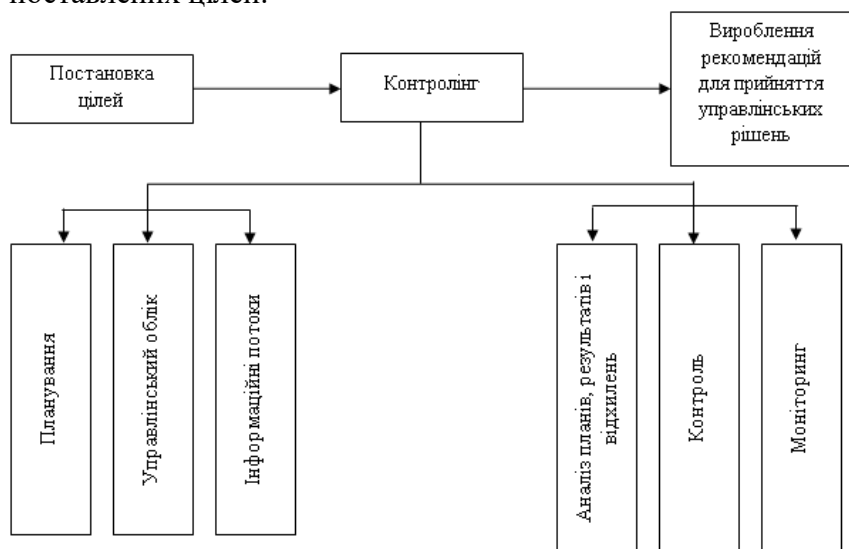 поставлених цілей.
Постановка
цілей
Контролінг
Вироблення
рекомендацій
для прийняття
управлінських
рішень
Планування
Управлінський облік
Інформаційні потоки
Аналіз планів, результатів і
відхилень
Контроль
Моніторинг